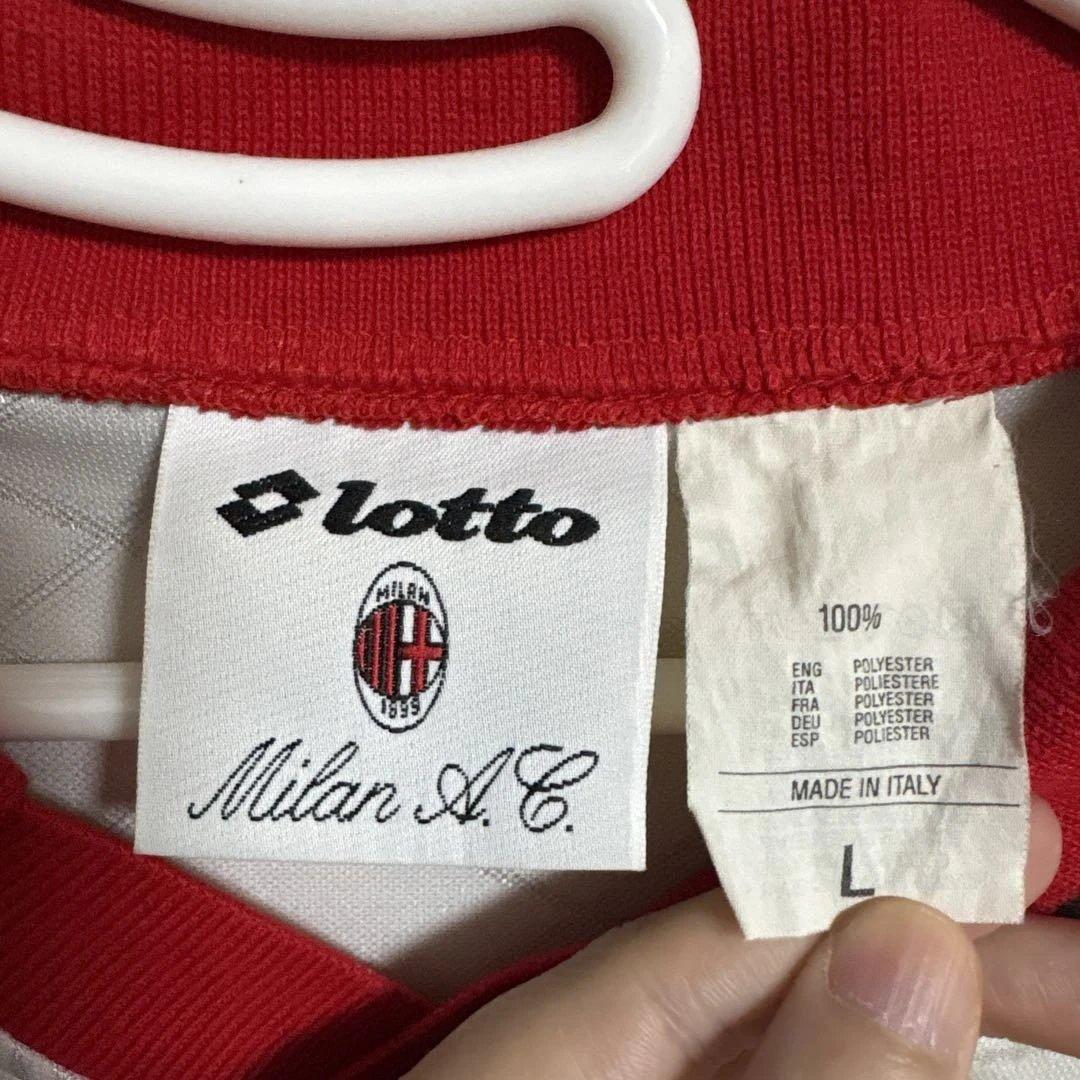 lotto
MILAN
1899
Milan A.C.
100%
ENG POLYESTER
ITA POLIESTERE
FRA POLYESTER
DEU POLYESTER
ESP POLIESTER
MADE IN ITALY
L